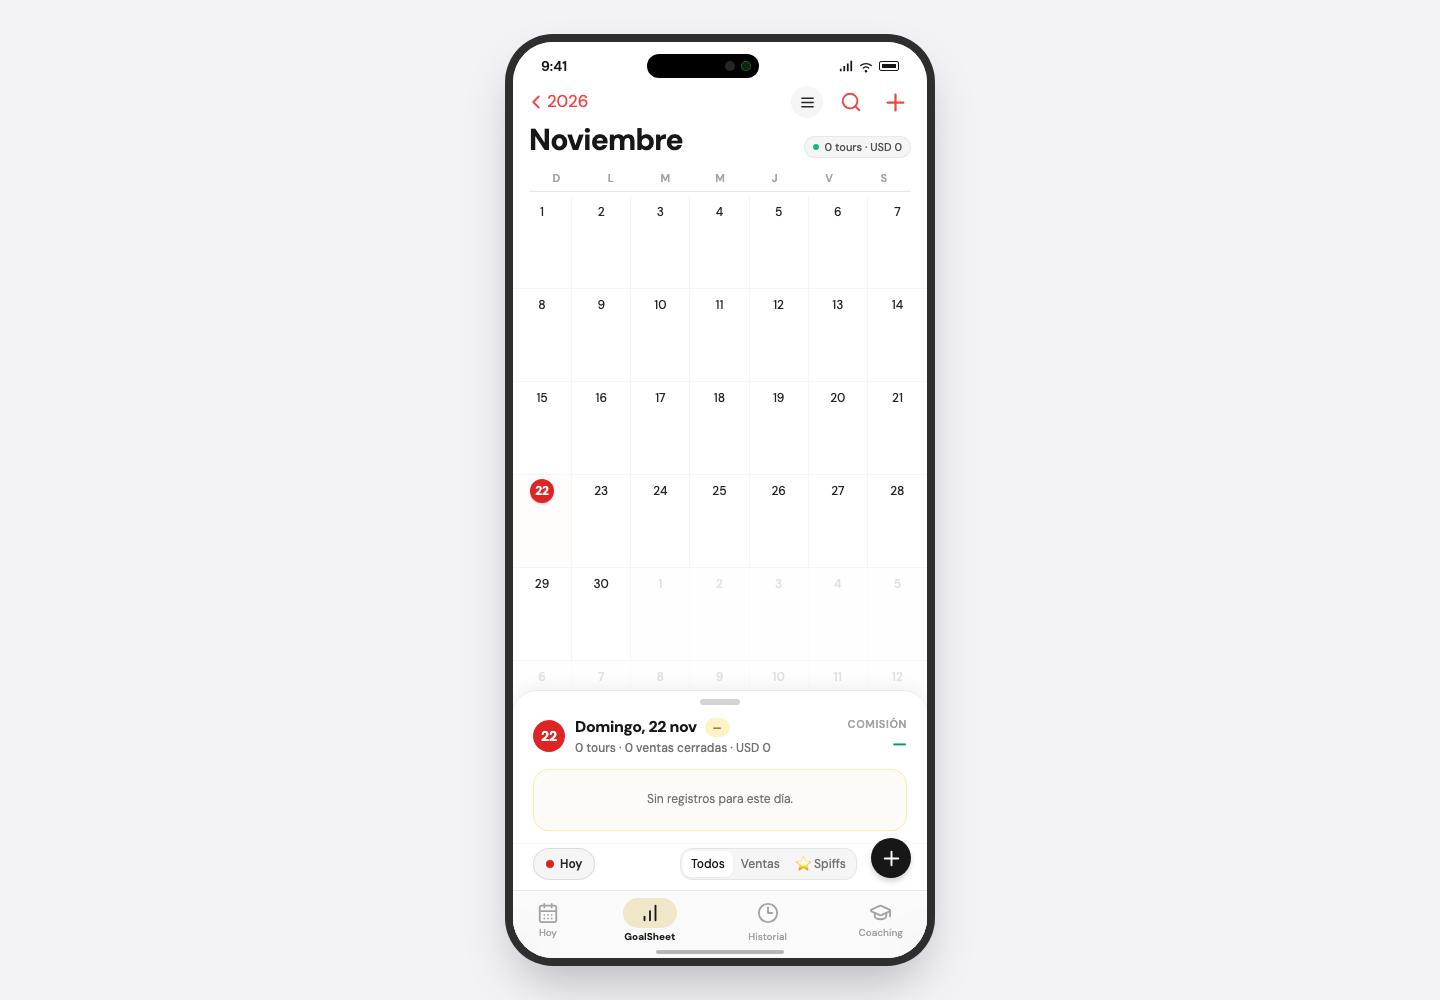 9:41
2026
Noviembre
0 tours · USD 0
D L M M J V S
1 2 3 4 5 6 7
8 9 10 11 12 13 14
15 16 17 18 19 20 21
22 23 24 25 26 27 28
29 30 1 2 3 4 5
6 7 8 9 10 11 12
22
Domingo, 22 nov –
0 tours · 0 ventas cerradas · USD 0
COMISIÓN
—
Sin registros para este día.
Hoy
Todos Ventas ⭐ Spiffs
Hoy GoalSheet Historial Coaching